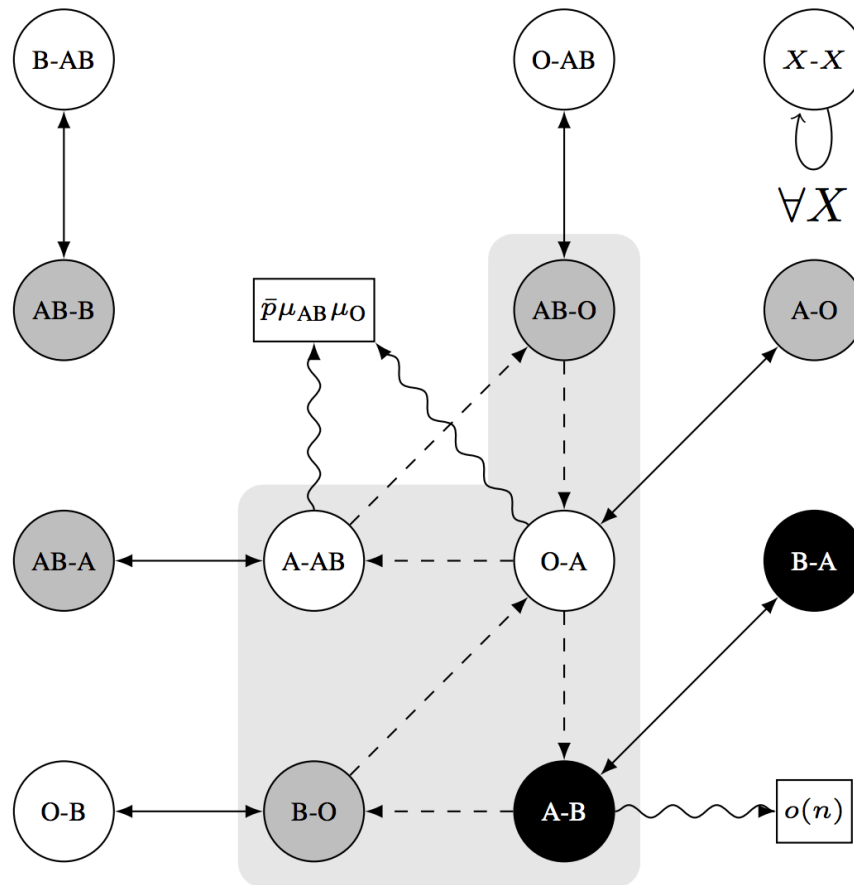 B-AB
O-AB
X-X
∀X
AB-B
p̄μ_AB μ_O
AB-O
A-O
AB-A
A-AB
O-A
B-A
O-B
B-O
A-B
o(n)